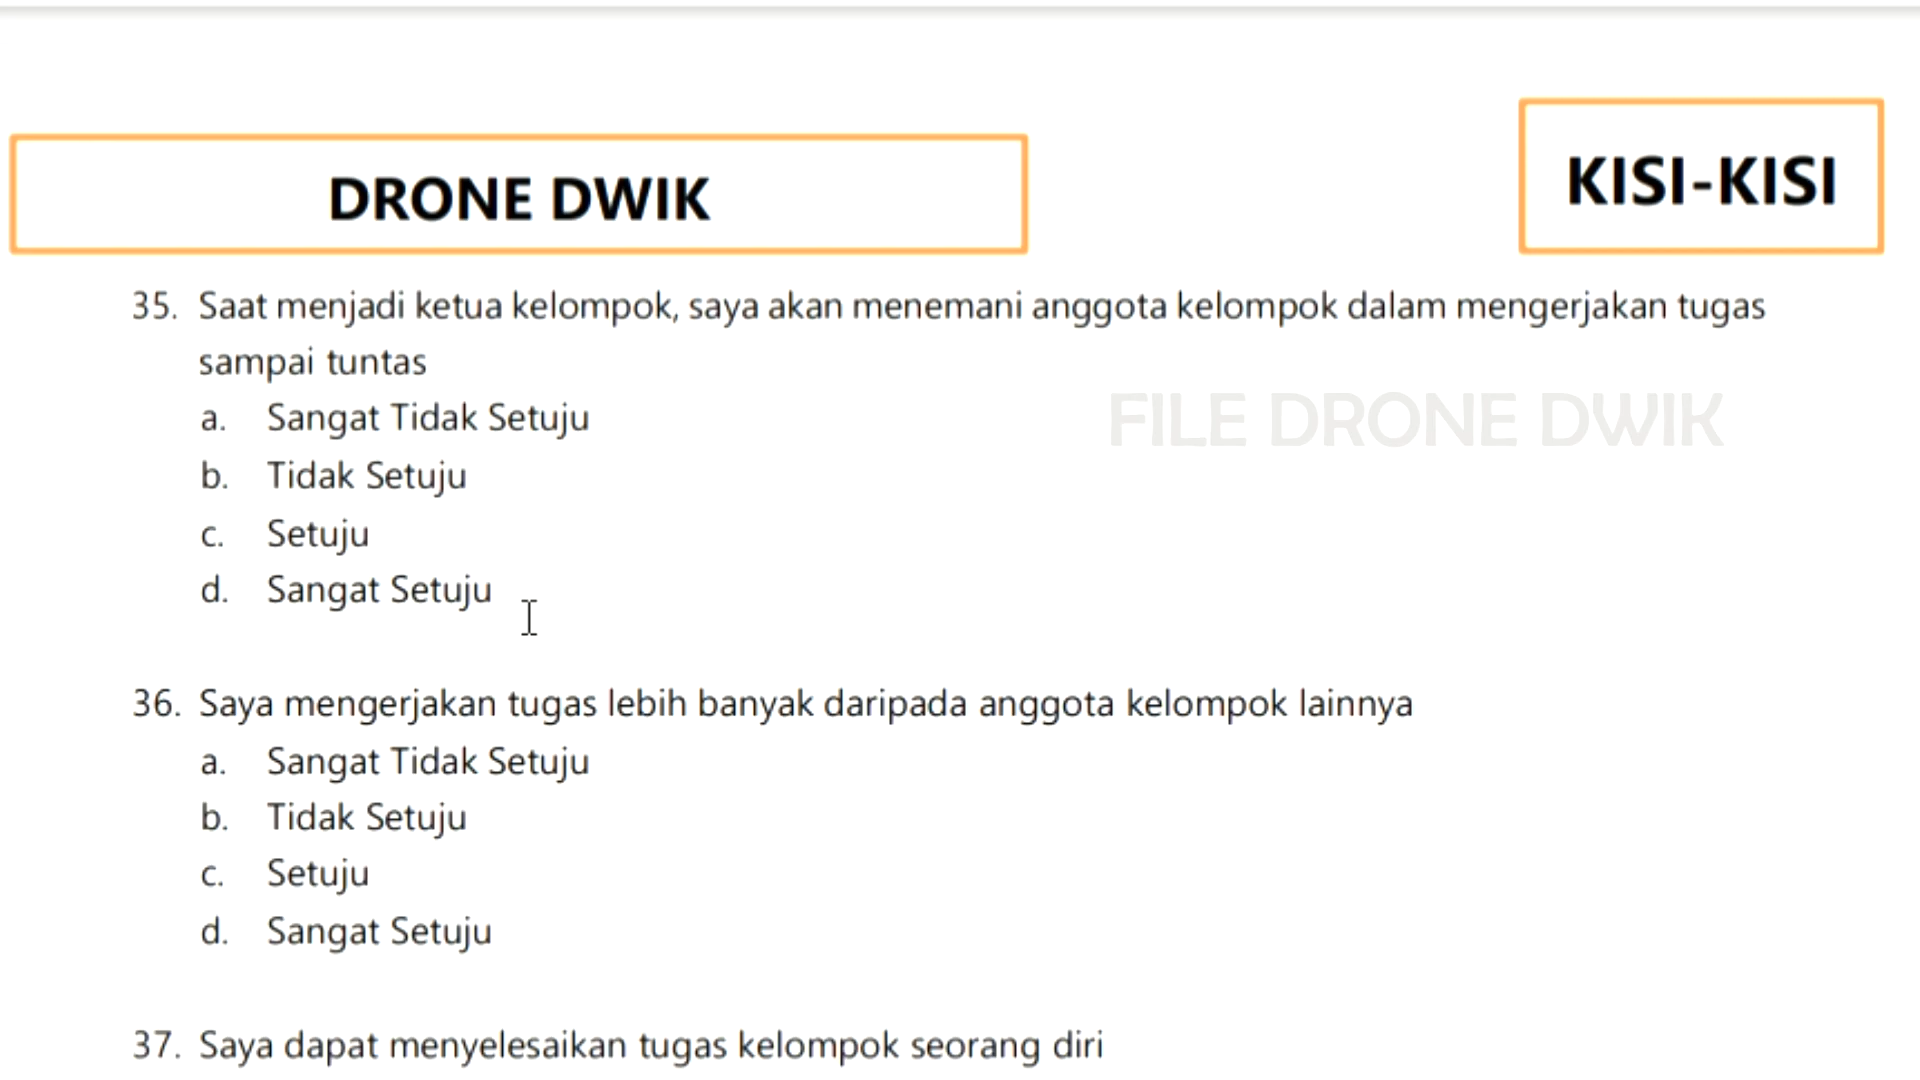 DRONE DWIK
KISI-KISI
35. Saat menjadi ketua kelompok, saya akan menemani anggota kelompok dalam mengerjakan tugas
sampai tuntas
FILE DRONE DWIK
a. Sangat Tidak Setuju
b. Tidak Setuju
c. Setuju
d. Sangat Setuju
36. Saya mengerjakan tugas lebih banyak daripada anggota kelompok lainnya
a. Sangat Tidak Setuju
b. Tidak Setuju
c. Setuju
d. Sangat Setuju
37. Saya dapat menyelesaikan tugas kelompok seorang diri